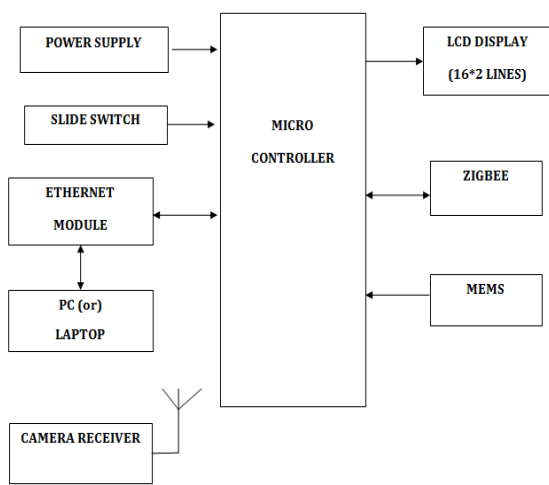 POWER SUPPLY
SLIDE SWITCH
ETHERNET
MODULE
PC (or)
LAPTOP
CAMERA RECEIVER
MICRO
CONTROLLER
LCD DISPLAY
(16*2 LINES)
ZIGBEE
MEMS